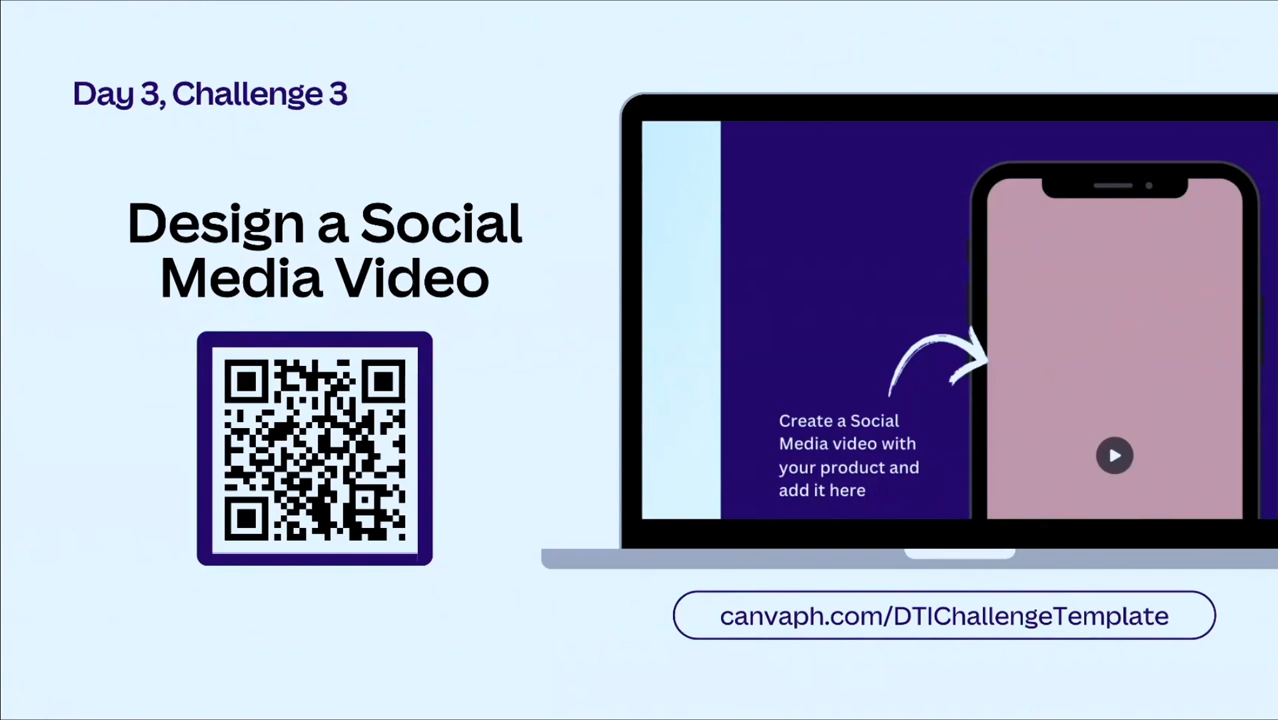 Day 3, Challenge 3
Design a Social
Media Video
Create a Social
Media video with
your product and
add it here
canvaph.com/DTIChallengeTemplate